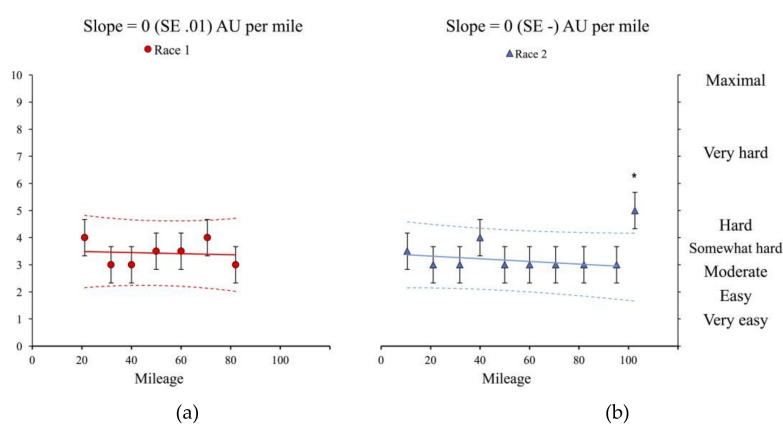 Slope = 0 (SE .01) AU per mile
Race 1
10
9
8
7
6
5
4
3
2
1
0
0 20 40 60 80 100
Mileage
(a)
Slope = 0 (SE -) AU per mile
Race 2
*
0 20 40 60 80 100
Mileage
(b)
Maximal
Very hard
Hard
Somewhat hard
Moderate
Easy
Very easy